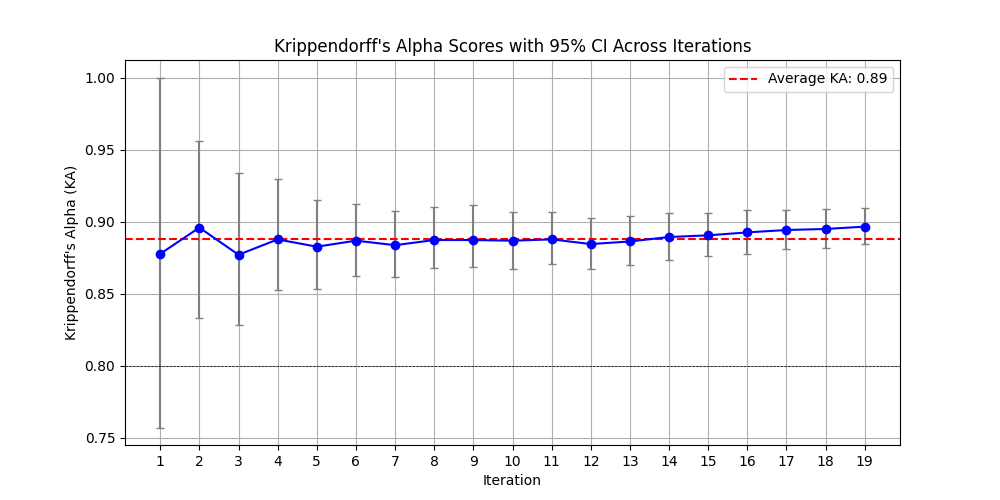 Krippendorff's Alpha Scores with 95% CI Across Iterations
Average KA: 0.89
Krippendorff's Alpha (KA)
1.00
0.95
0.90
0.85
0.80
0.75
1 2 3 4 5 6 7 8 9 10 11 12 13 14 15 16 17 18 19
Iteration